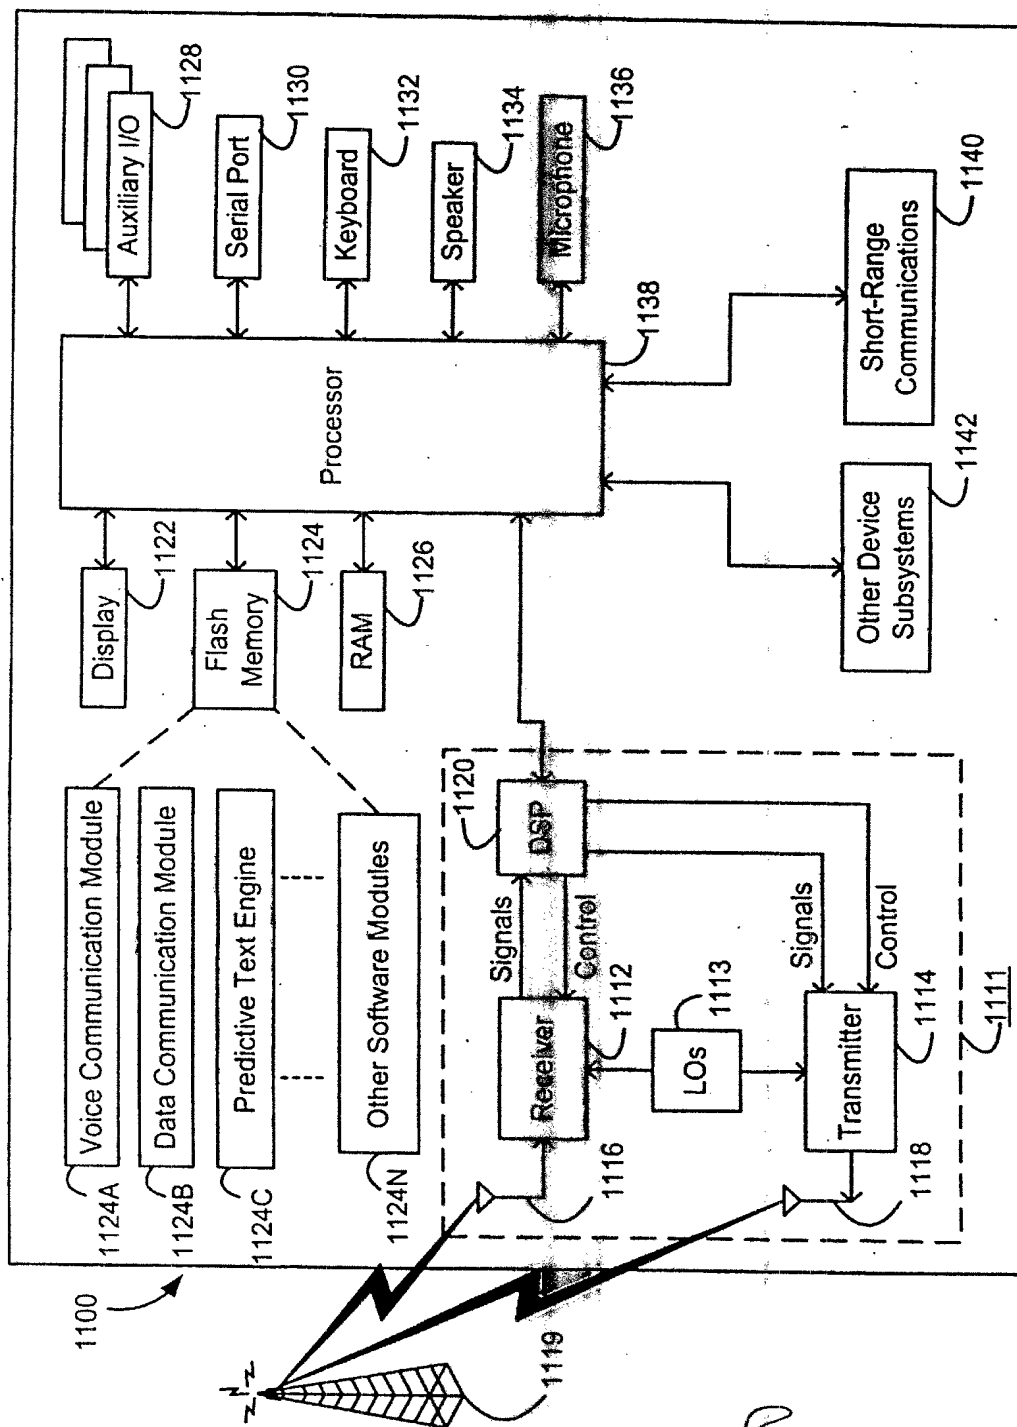 1100
1119
1124A
Voice Communication Module
1124B
Data Communication Module
1124C
Predictive Text Engine
1124N
Other Software Modules
Display
1122
Flash
Memory
1124
RAM
1126
Processor
1138
Auxiliary I/O
1128
Serial Port
1130
Keyboard
1132
Speaker
1134
Microphone
1136
Short-Range
Communications
1140
Other Device
Subsystems
1142
1116
Receiver
1112
Signals
Control
DSP
1120
LOs
1113
1118
Transmitter
1114
Signals
Control
1111